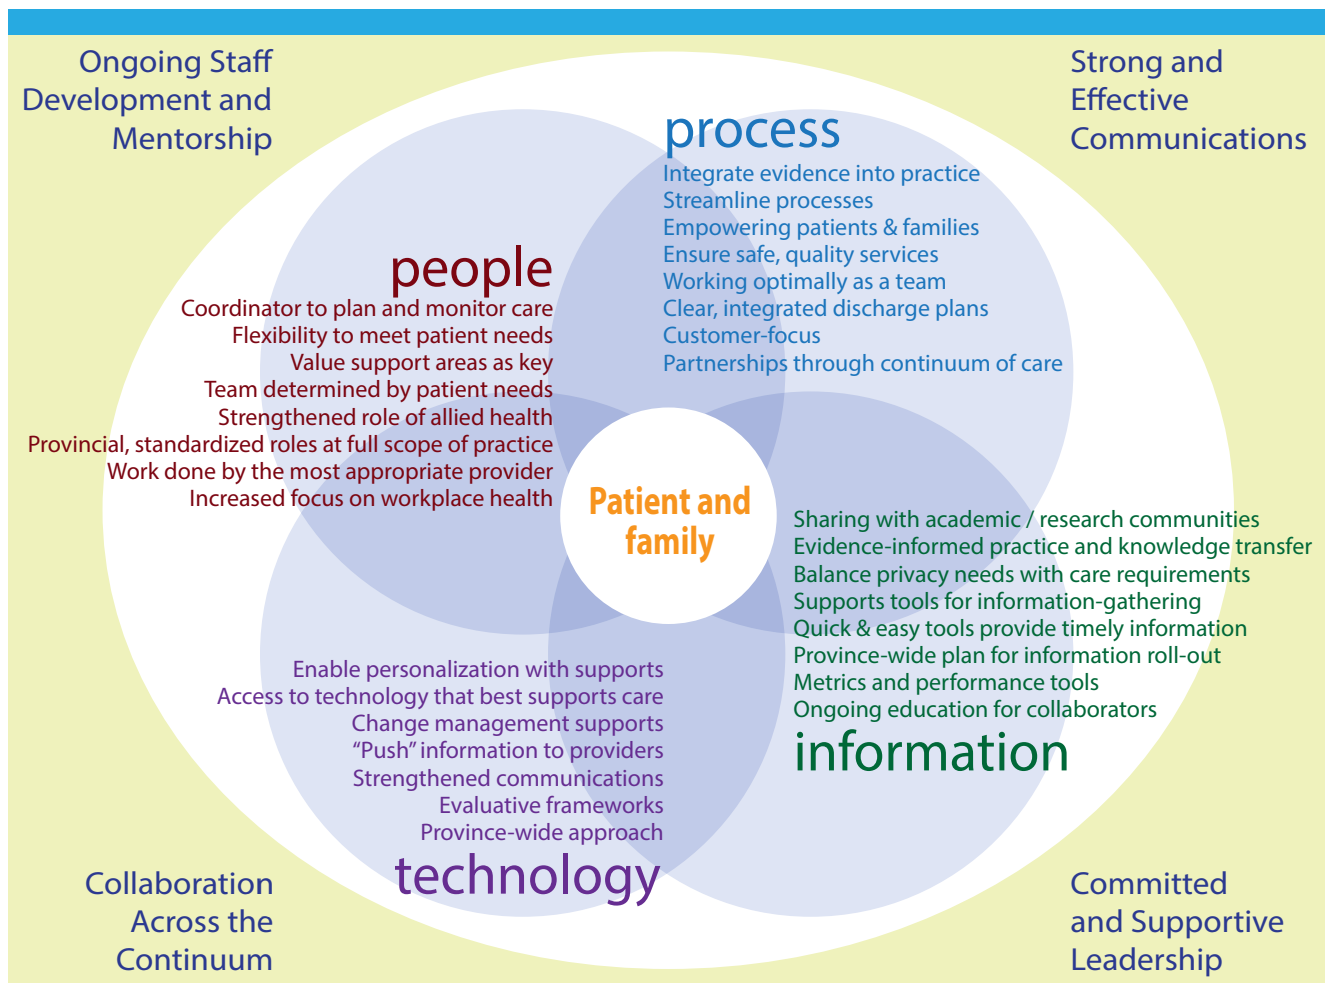 Ongoing Staff
Development and
Mentorship
Strong and
Effective
Communications
process
Integrate evidence into practice
Streamline processes
Empowering patients & families
Ensure safe, quality services
Working optimally as a team
Clear, integrated discharge plans
Customer-focus
Partnerships through continuum of care
people
Coordinator to plan and monitor care
Flexibility to meet patient needs
Value support areas as key
Team determined by patient needs
Strengthened role of allied health
Provincial, standardized roles at full scope of practice
Work done by the most appropriate provider
Increased focus on workplace health
Patient and
family
Sharing with academic / research communities
Evidence-informed practice and knowledge transfer
Balance privacy needs with care requirements
Supports tools for information-gathering
Quick & easy tools provide timely information
Province-wide plan for information roll-out
Metrics and performance tools
Ongoing education for collaborators
information
Enable personalization with supports
Access to technology that best supports care
Change management supports
“Push” information to providers
Strengthened communications
Evaluative frameworks
Province-wide approach
technology
Collaboration
Across the
Continuum
Committed
and Supportive
Leadership